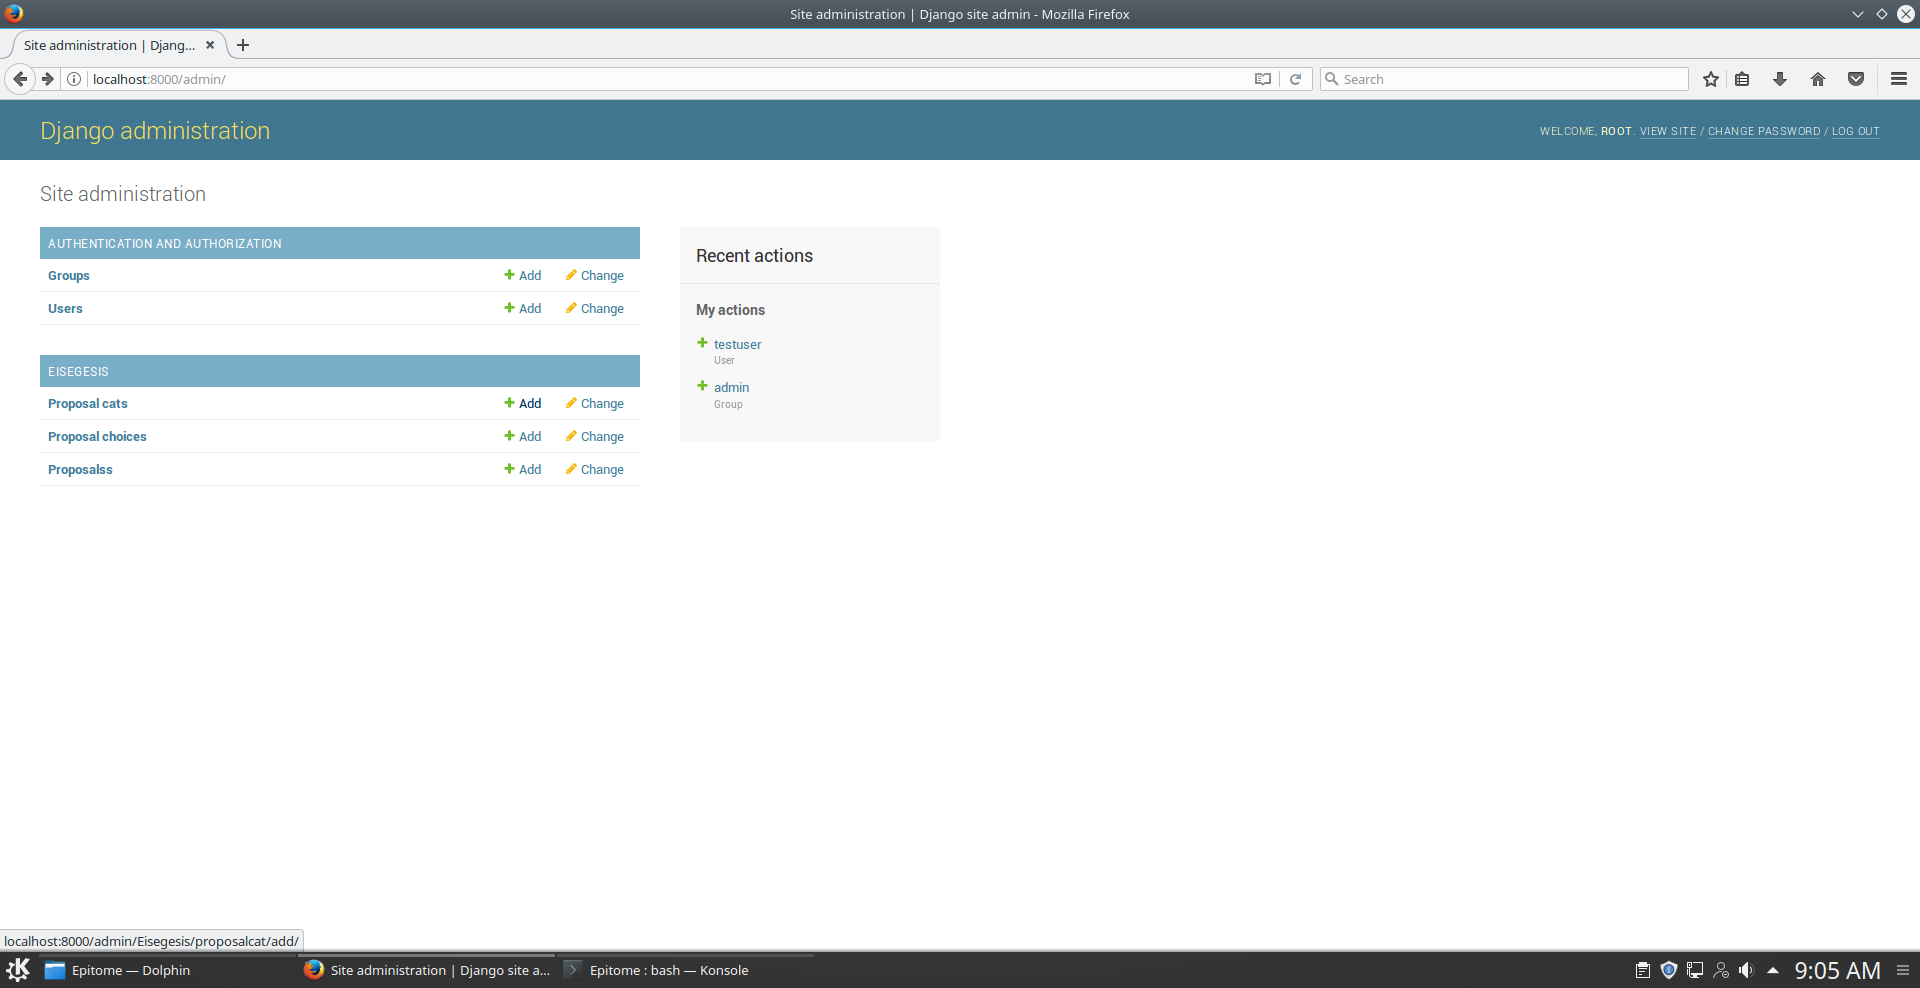 Site administration | Django site admin - Mozilla Firefox
Site administration | Djang...
localhost:8000/admin/
Search
Django administration
WELCOME, ROOT. VIEW SITE / CHANGE PASSWORD / LOG OUT
Site administration
AUTHENTICATION AND AUTHORIZATION
Groups Add Change
Users Add Change
EISEGESIS
Proposal cats Add Change
Proposal choices Add Change
Proposalss Add Change
Recent actions
My actions
testuser
User
admin
Group
localhost:8000/admin/Eisegesis/proposalcat/add/
Epitome — Dolphin
Site administration | Django site a...
Epitome : bash — Konsole
9:05 AM